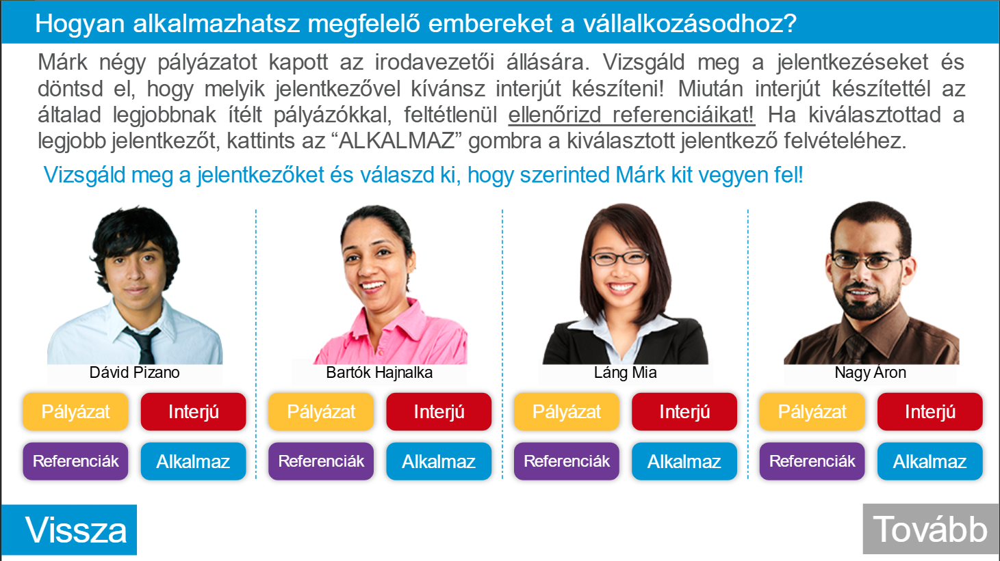 Hogyan alkalmazhatsz megfelelő embereket a vállalkozásodhoz?
Márk négy pályázatot kapott az irodavezetői állására. Vizsgáld meg a jelentkezéseket és
döntsd el, hogy melyik jelentkezővel kívánsz interjút készíteni! Miután interjút készítettél az
általad legjobbnak ítélt pályázókkal, feltétlenül ellenőrizd referenciáikat! Ha kiválasztottad a
legjobb jelentkezőt, kattints az “ALKALMAZ” gombra a kiválasztott jelentkező felvételéhez.
Vizsgáld meg a jelentkezőket és válaszd ki, hogy szerinted Márk kit vegyen fel!
Dávid Pizano Bartók Hajnalka Láng Mia Nagy Áron
Pályázat Interjú Pályázat Interjú Pályázat Interjú Pályázat Interjú
Referenciák Alkalmaz Referenciák Alkalmaz Referenciák Alkalmaz Referenciák Alkalmaz
Vissza Tovább